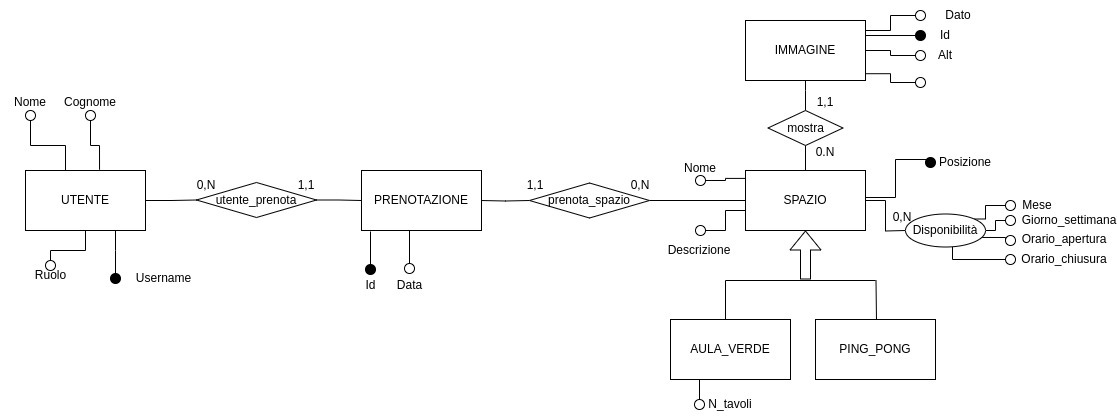 Dato
Id
IMMAGINE
Alt
1,1
Nome
Cognome
mostra
0.N
Nome
Posizione
0,N
1,1
1,1
0,N
UTENTE
utente_prenota
PRENOTAZIONE
prenota_spazio
SPAZIO
Mese
0,N
Giorno_settimana
Disponibilità
Orario_apertura
Descrizione
Orario_chiusura
Ruolo
Username
Id
Data
AULA_VERDE
PING_PONG
N_tavoli